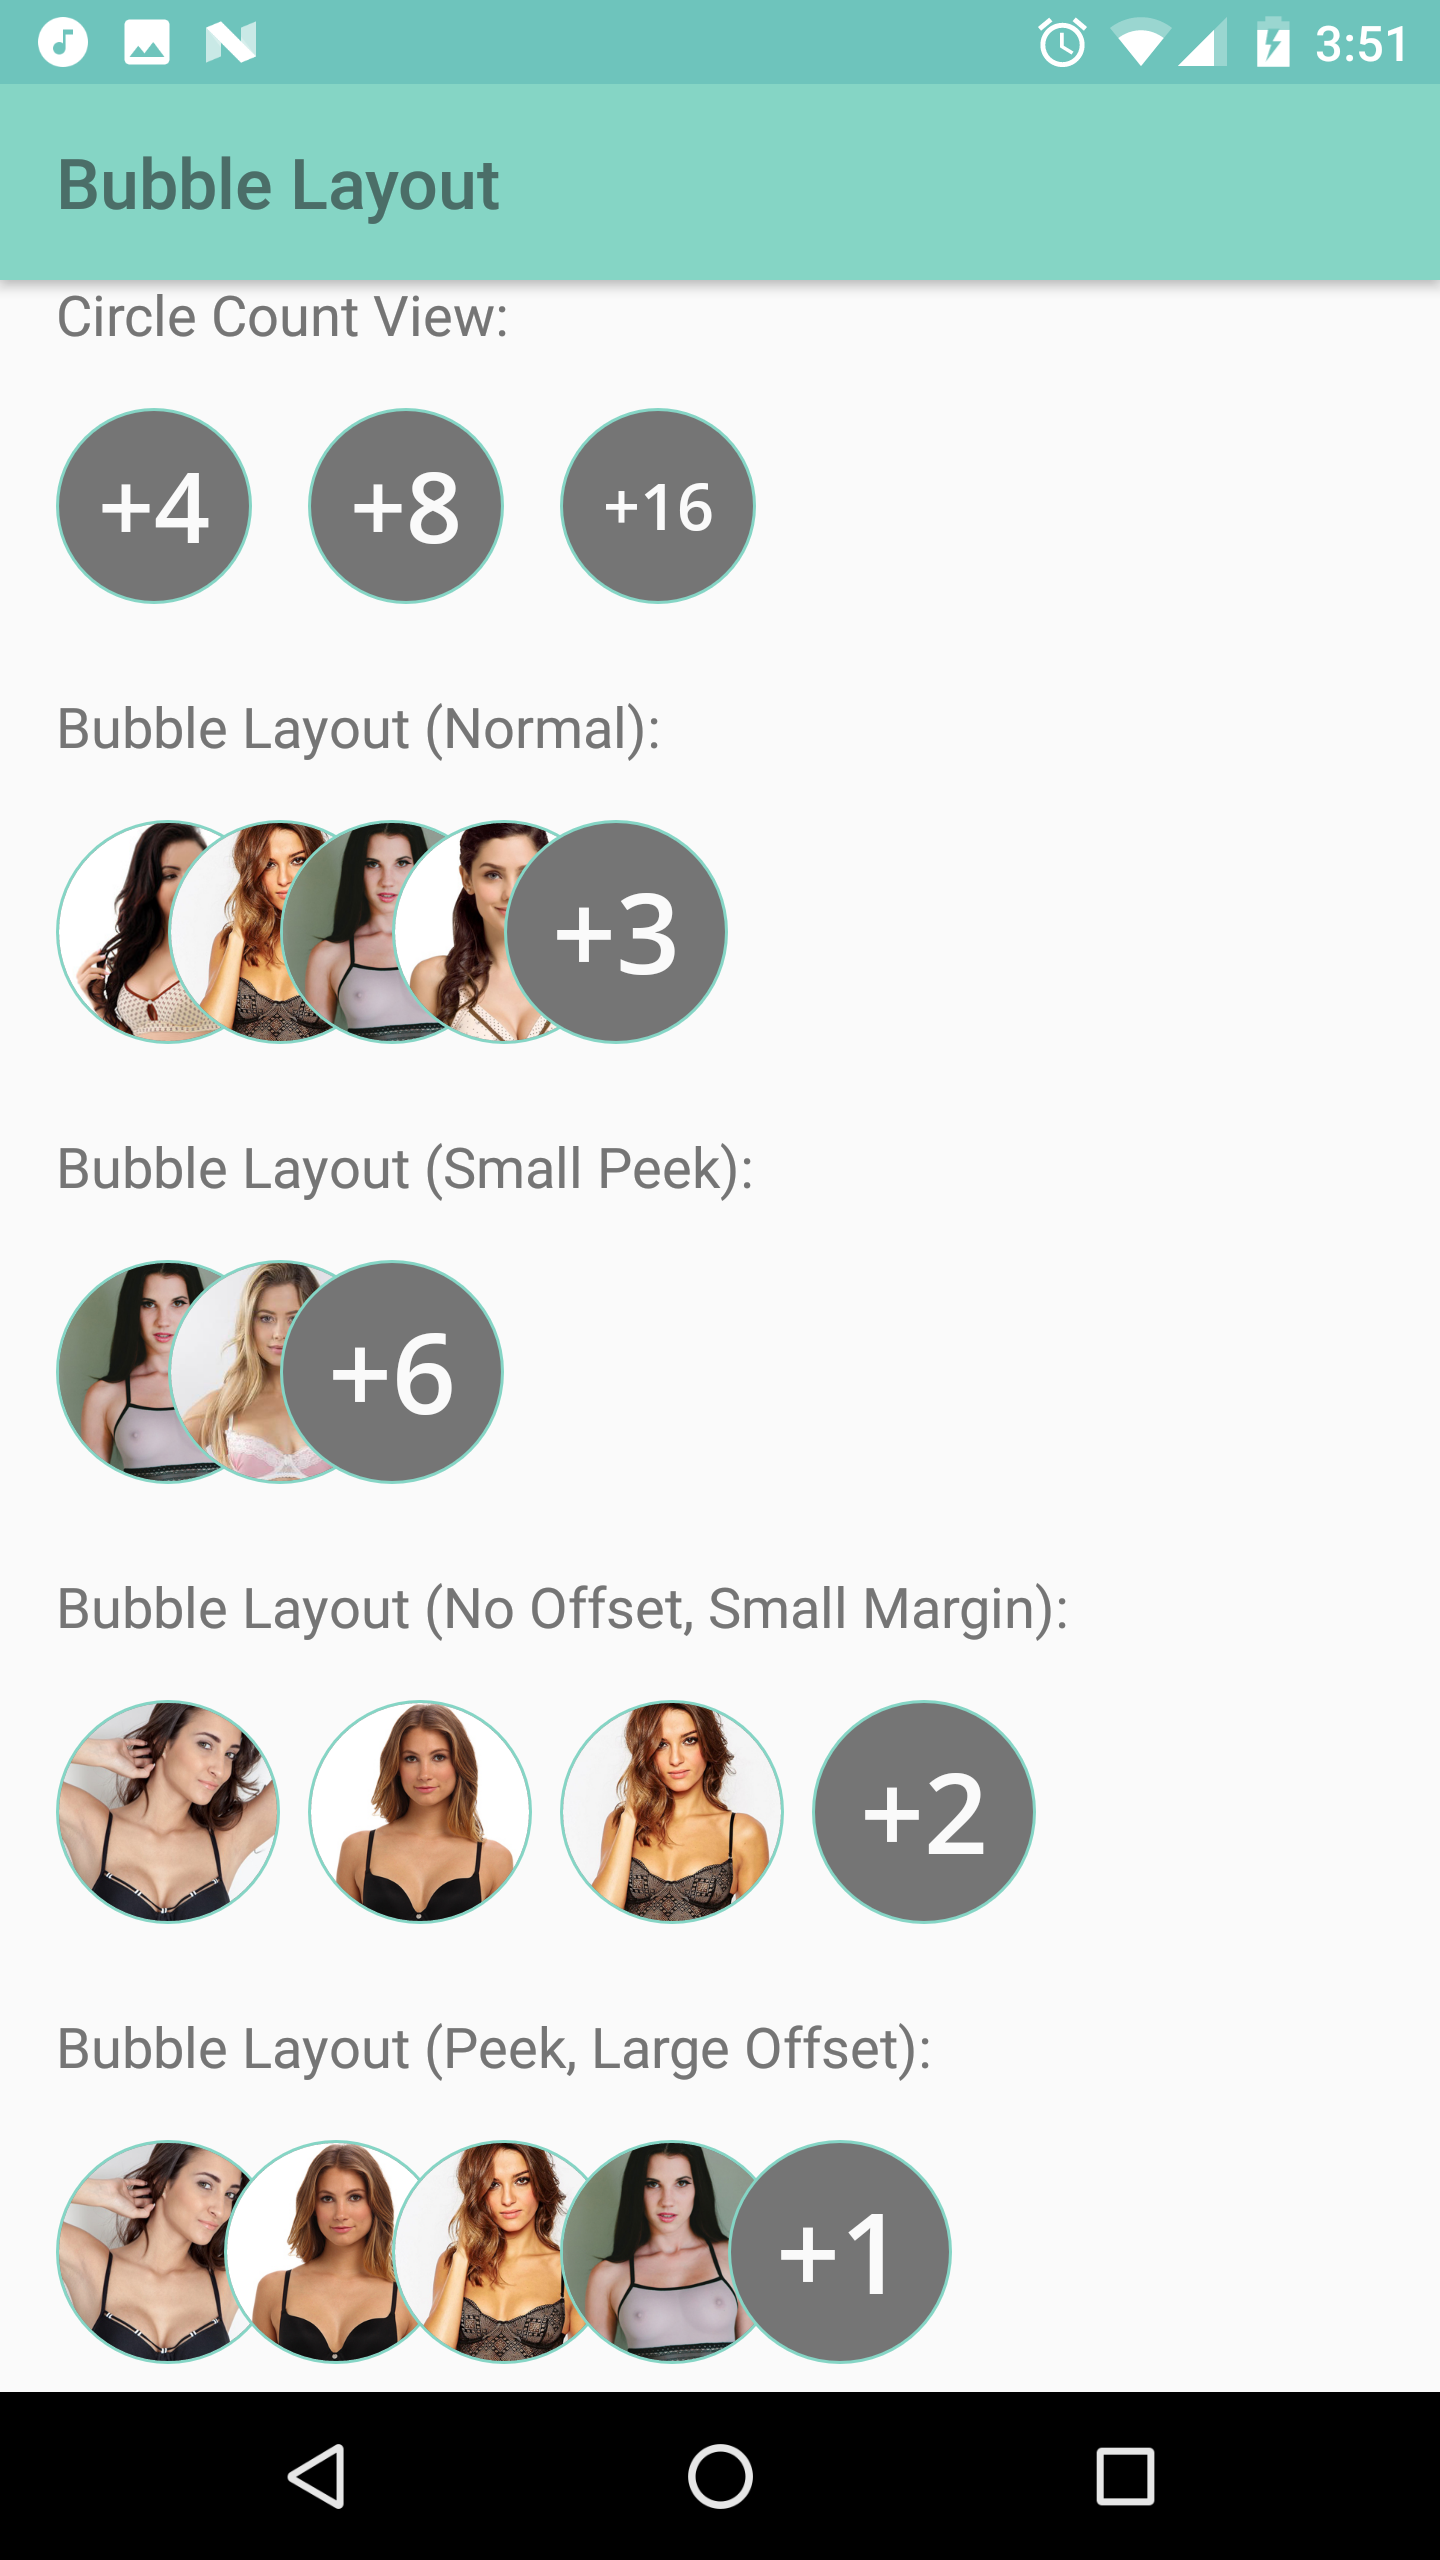 3:51
Bubble Layout
Circle Count View:
+4 +8 +16
Bubble Layout (Normal):
+3
Bubble Layout (Small Peek):
+6
Bubble Layout (No Offset, Small Margin):
+2
Bubble Layout (Peek, Large Offset):
+1